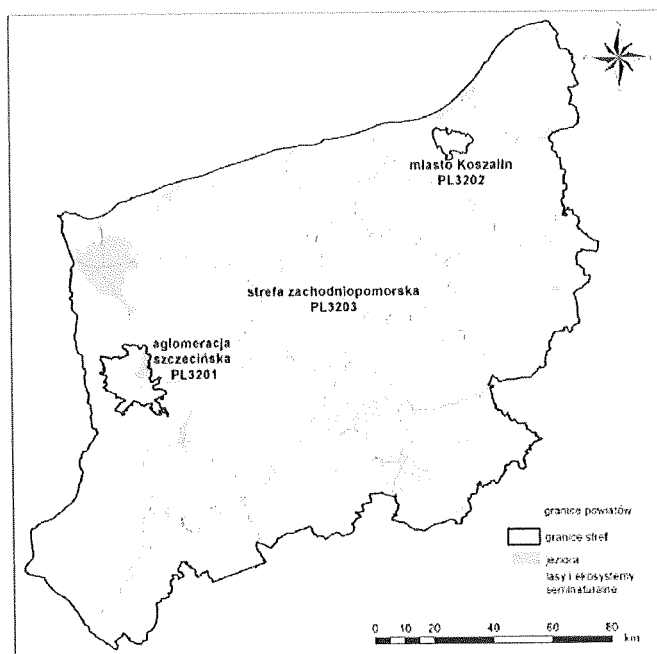 miasto Koszalin
PL3202
strefa zachodniopomorska
PL3203
aglomeracja
szczecińska
PL3201
granice powiatów
granice stref
jeziora
lasy i ekosystemy
seminaturalne
0 10 20 40 60 80
km